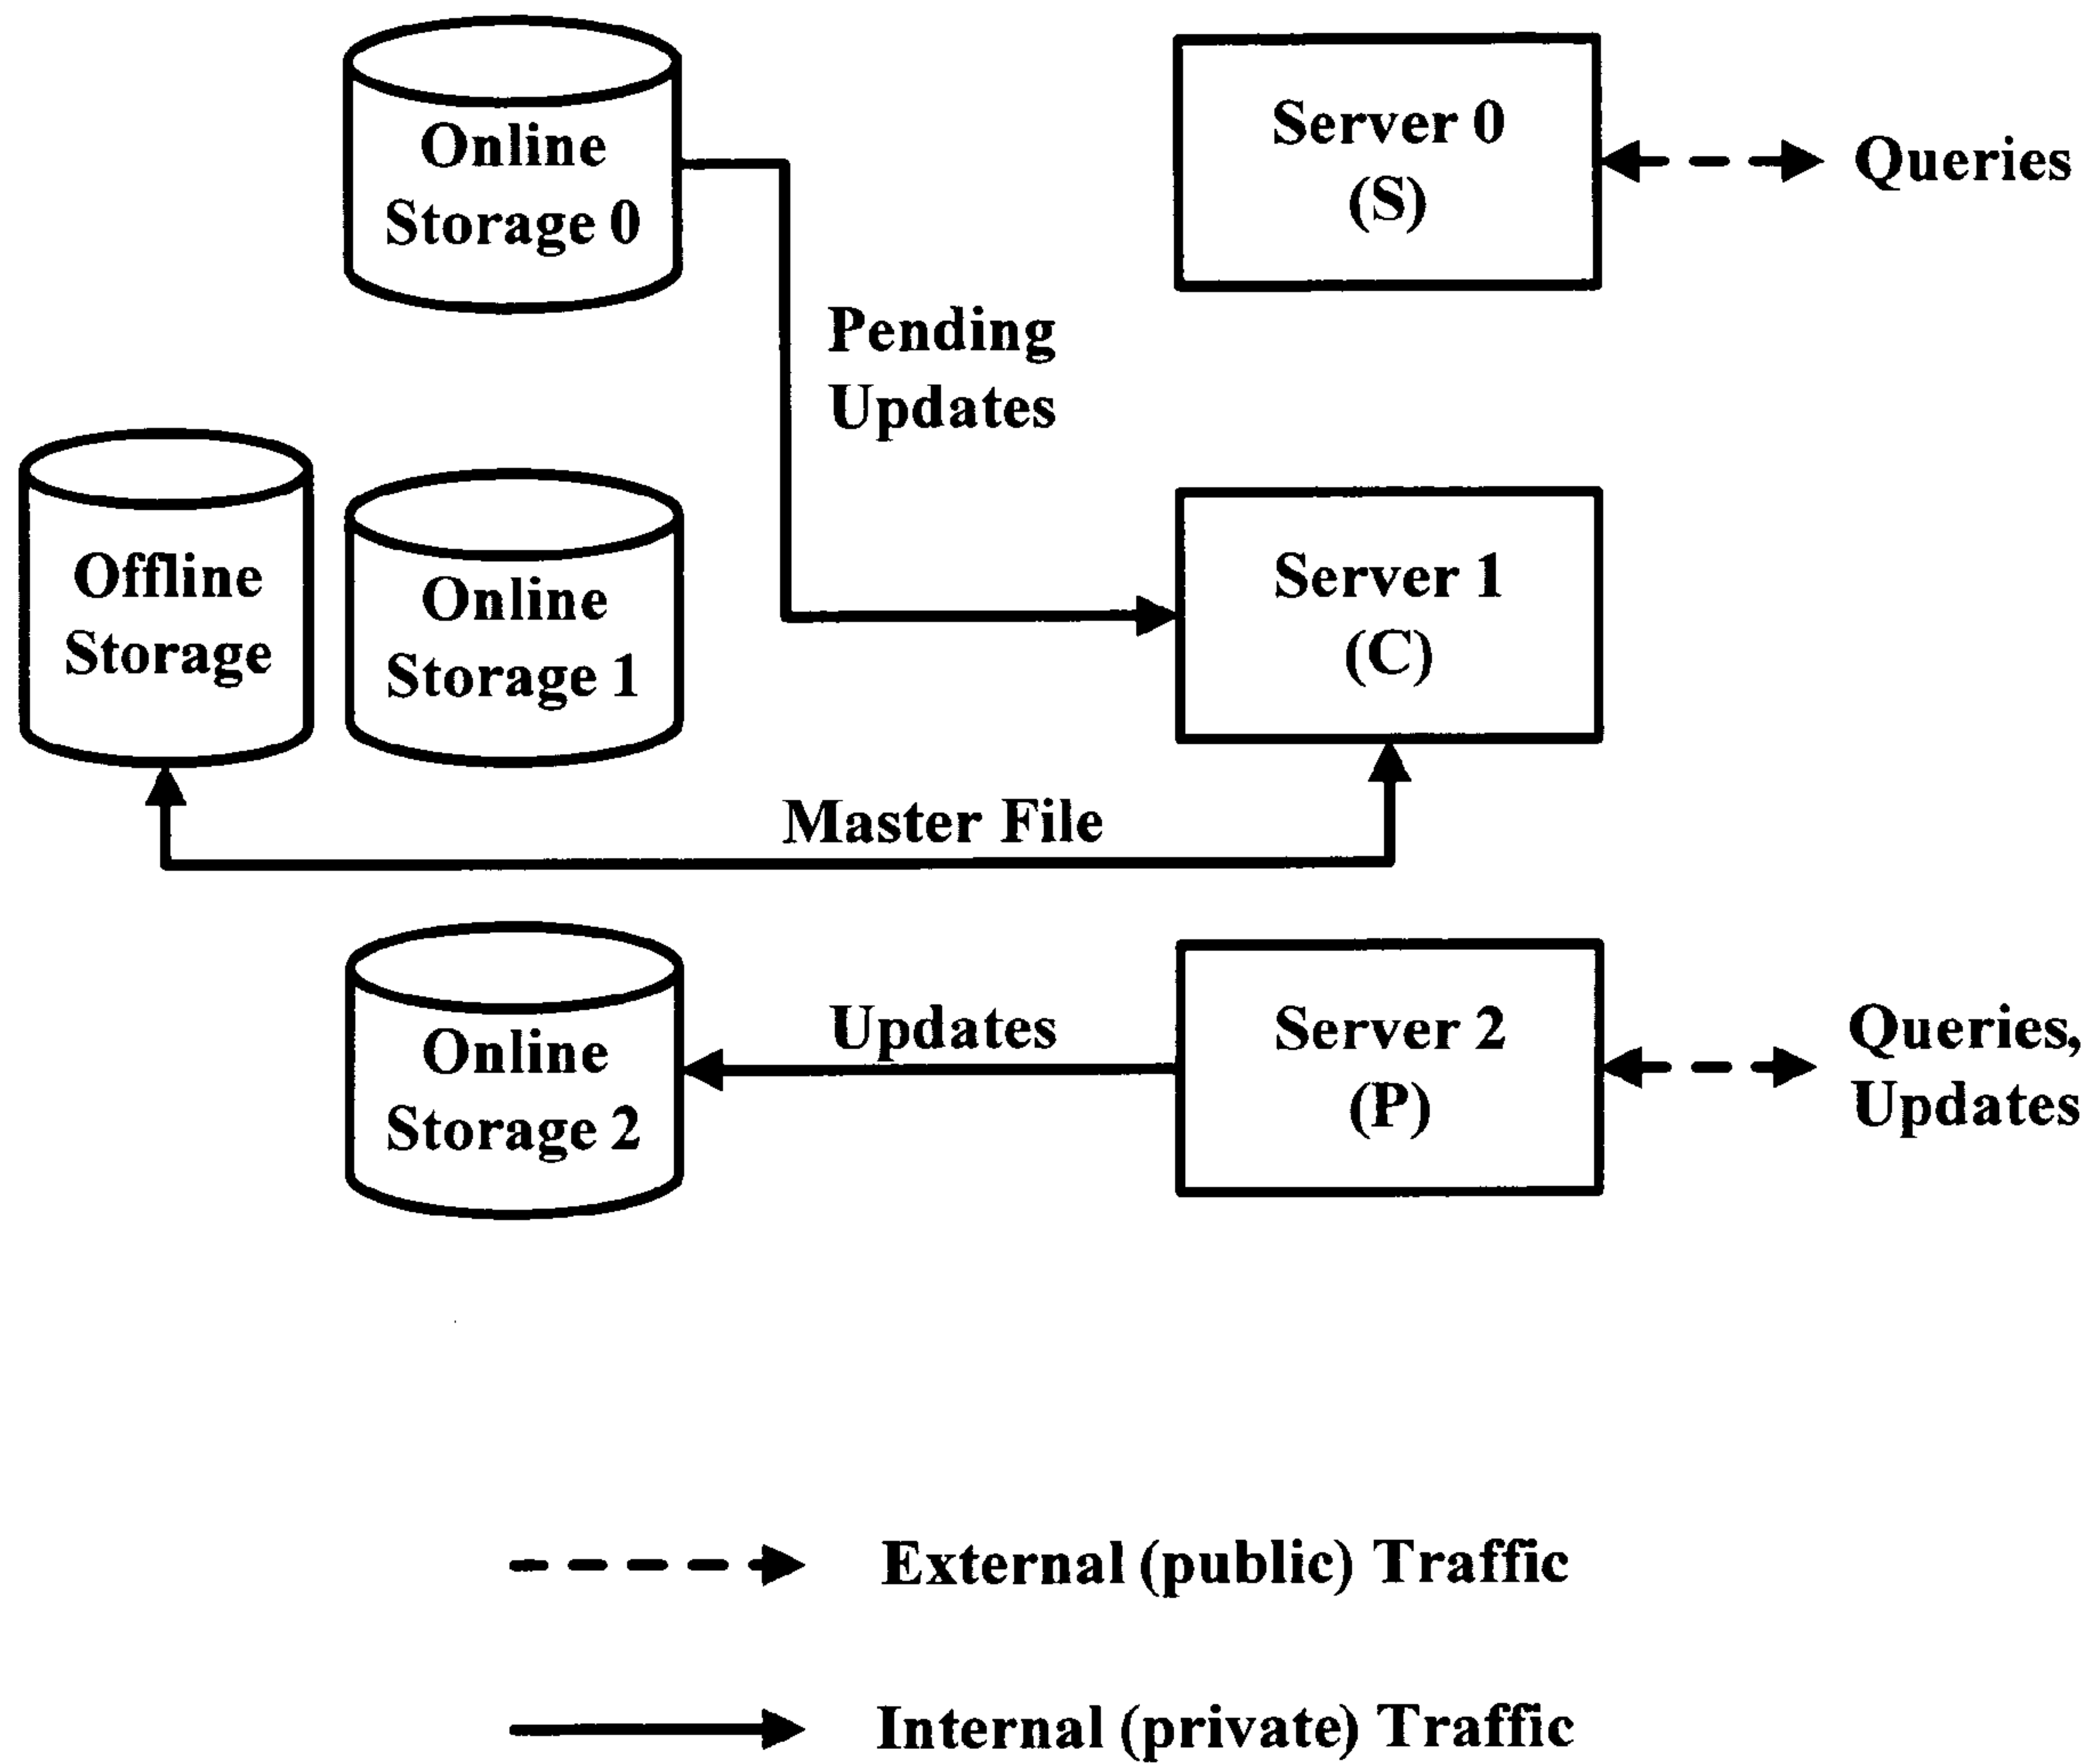 Online
Storage 0
Server 0
(S)
Queries
Pending
Updates
Offline
Storage
Online
Storage 1
Server 1
(C)
Master File
Online
Storage 2
Updates
Server 2
(P)
Queries,
Updates
External (public) Traffic
Internal (private) Traffic